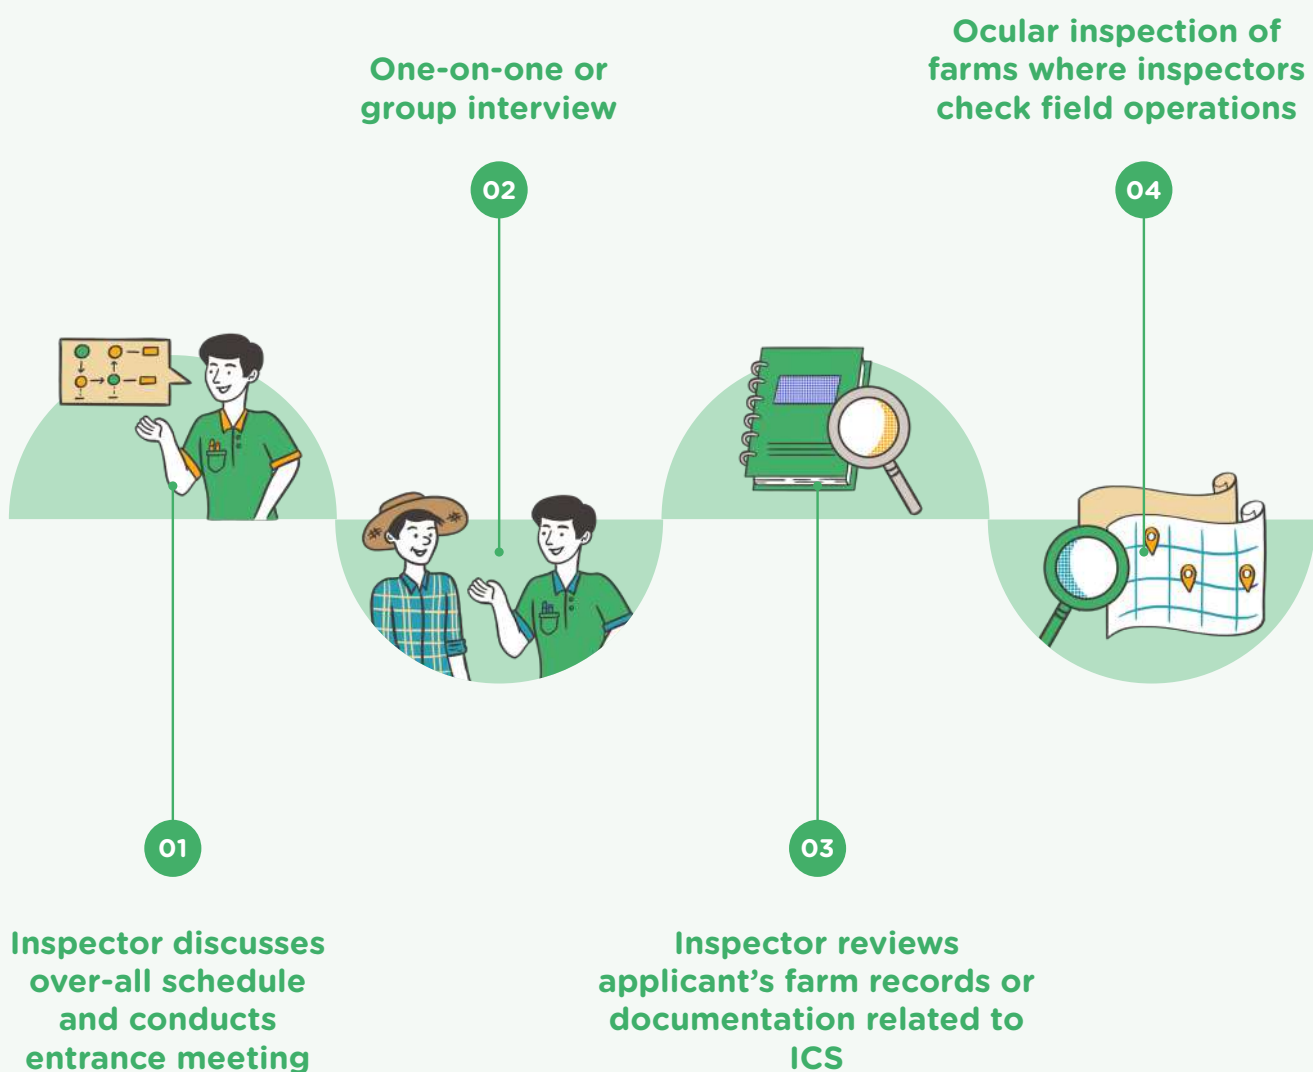 01
Inspector discusses
over-all schedule
and conducts
entrance meeting
One-on-one or
group interview
02
03
Inspector reviews
applicant’s farm records or
documentation related to
ICS
Ocular inspection of
farms where inspectors
check field operations
04